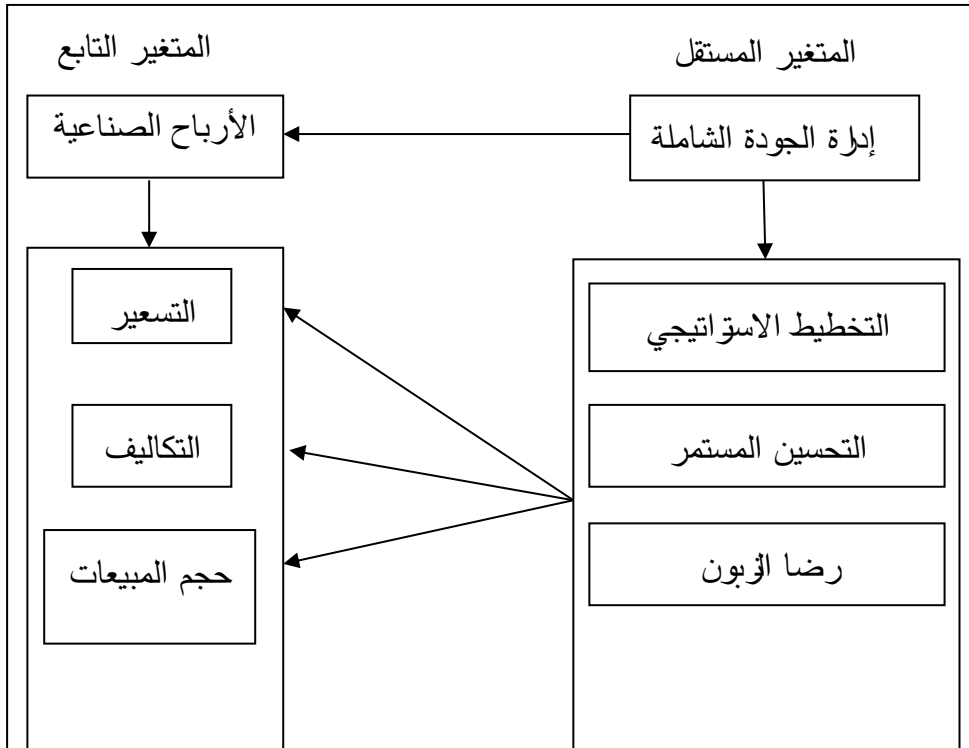 المتغير المستقل
المتغير التابع
إدارة الجودة الشاملة
الأرباح الصناعية
التخطيط الاستراتيجي
التحسين المستمر
رضا الزبون
التسعير
التكاليف
حجم المبيعات